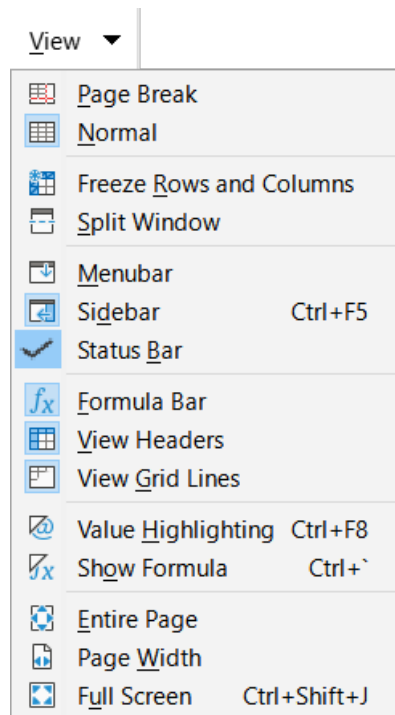 View
Page Break
Normal
Freeze Rows and Columns
Split Window
Menubar
Sidebar Ctrl+F5
Status Bar
Formula Bar
View Headers
View Grid Lines
Value Highlighting Ctrl+F8
Show Formula Ctrl+`
Entire Page
Page Width
Full Screen Ctrl+Shift+J